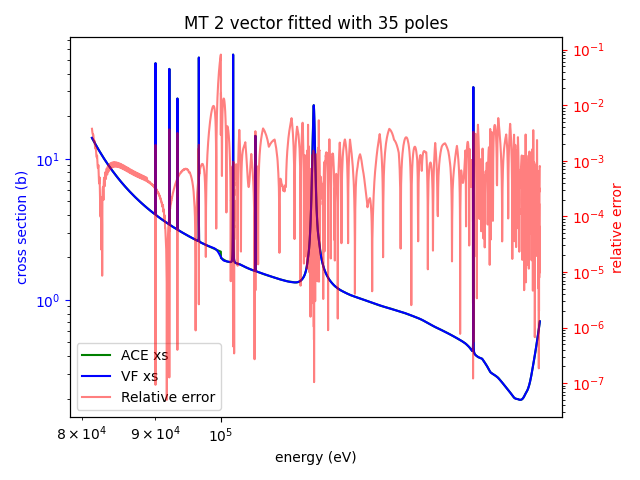 MT 2 vector fitted with 35 poles
cross section (b)
10¹
10⁰
10⁻¹
10⁻²
10⁻³
10⁻⁴
10⁻⁵
10⁻⁶
10⁻⁷
relative error
ACE xs
VF xs
Relative error
8 × 10⁴ 9 × 10⁴ 10⁵
energy (eV)